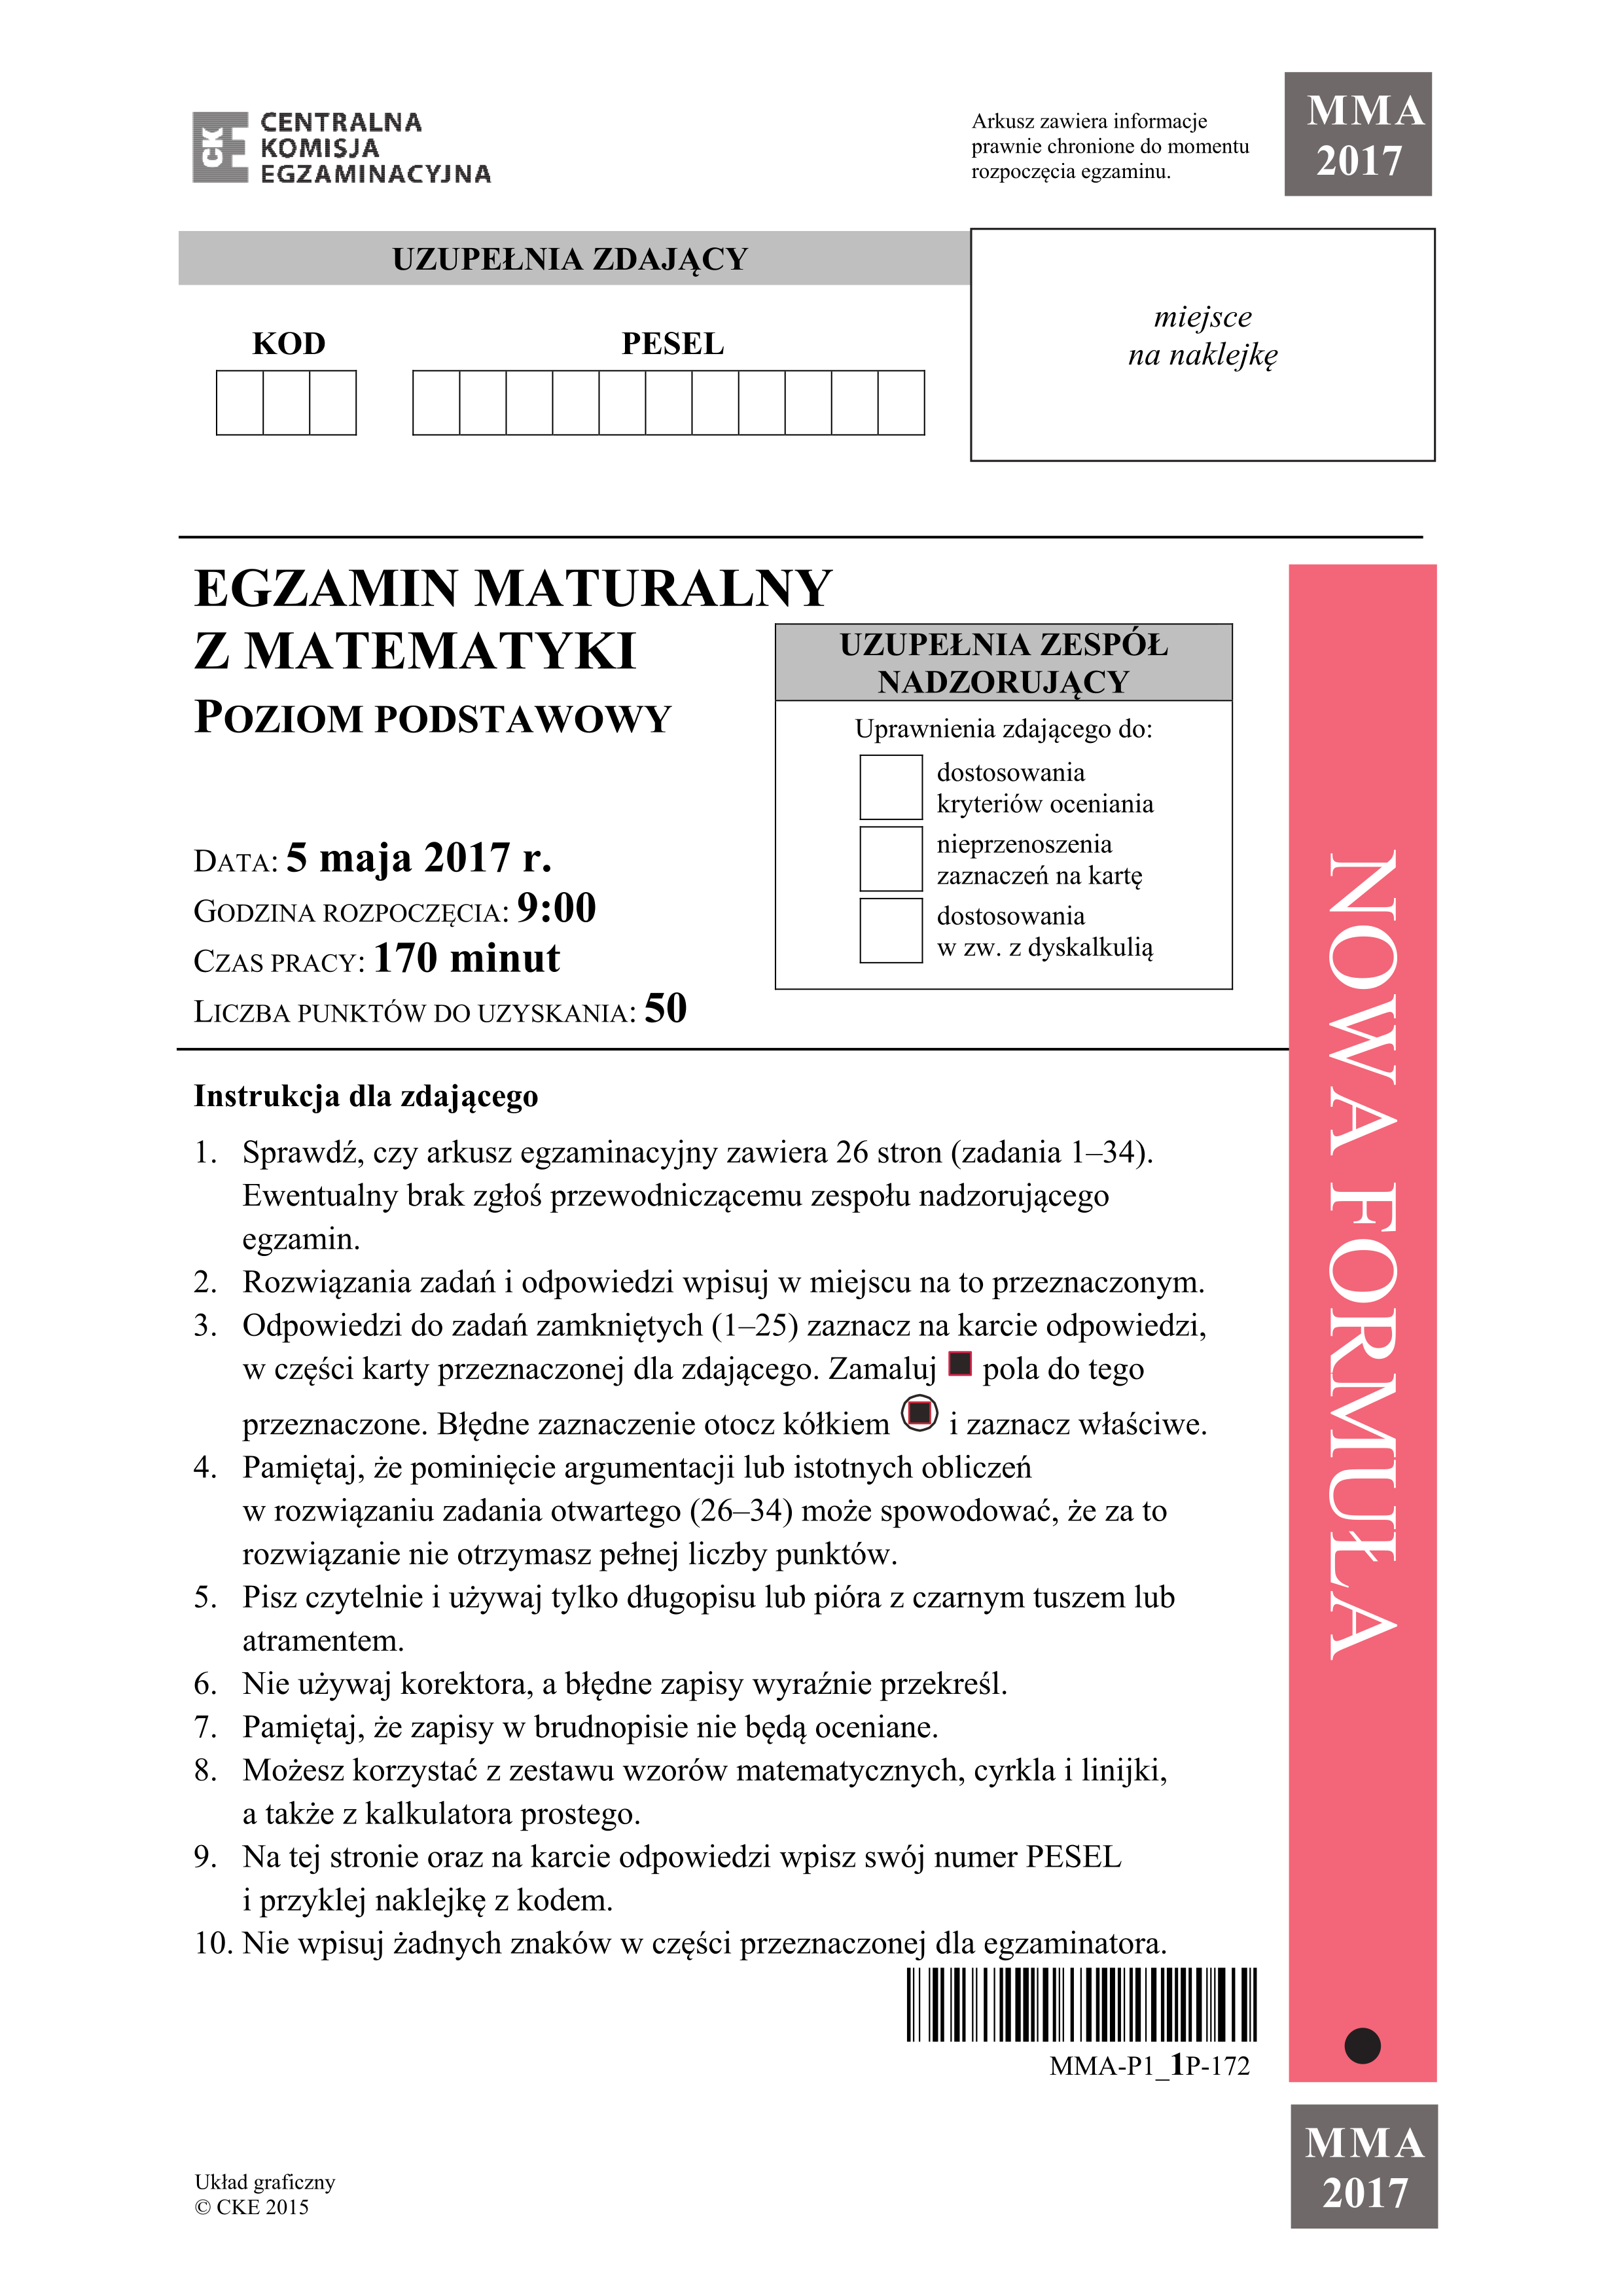 CKE
CENTRALNA
KOMISJA
EGZAMINACYJNA
Arkusz zawiera informacje
prawnie chronione do momentu
rozpoczęcia egzaminu.
MMA
2017
UZUPEŁNIA ZDAJĄCY
miejsce
na naklejkę
KOD
PESEL
EGZAMIN MATURALNY
Z MATEMATYKI
POZIOM PODSTAWOWY
UZUPEŁNIA ZESPÓŁ
NADZORUJĄCY
Uprawnienia zdającego do:
dostosowania
kryteriów oceniania
nieprzenoszenia
zaznaczeń na kartę
dostosowania
w zw. z dyskalkulią
DATA: 5 maja 2017 r.
GODZINA ROZPOCZĘCIA: 9:00
CZAS PRACY: 170 minut
LICZBA PUNKTÓW DO UZYSKANIA: 50
NOWA FORMUŁA
Instrukcja dla zdającego
1. Sprawdź, czy arkusz egzaminacyjny zawiera 26 stron (zadania 1–34).
Ewentualny brak zgłoś przewodniczącemu zespołu nadzorującego
egzamin.
2. Rozwiązania zadań i odpowiedzi wpisuj w miejscu na to przeznaczonym.
3. Odpowiedzi do zadań zamkniętych (1–25) zaznacz na karcie odpowiedzi,
w części karty przeznaczonej dla zdającego. Zamaluj pola do tego
przeznaczone. Błędne zaznaczenie otocz kółkiem i zaznacz właściwe.
4. Pamiętaj, że pominięcie argumentacji lub istotnych obliczeń
w rozwiązaniu zadania otwartego (26–34) może spowodować, że za to
rozwiązanie nie otrzymasz pełnej liczby punktów.
5. Pisz czytelnie i używaj tylko długopisu lub pióra z czarnym tuszem lub
atramentem.
6. Nie używaj korektora, a błędne zapisy wyraźnie przekreśl.
7. Pamiętaj, że zapisy w brudnopisie nie będą oceniane.
8. Możesz korzystać z zestawu wzorów matematycznych, cyrkla i linijki,
a także z kalkulatora prostego.
9. Na tej stronie oraz na karcie odpowiedzi wpisz swój numer PESEL
i przyklej naklejkę z kodem.
10. Nie wpisuj żadnych znaków w części przeznaczonej dla egzaminatora.
MMA-P1_1P-172
MMA
2017
Układ graficzny
© CKE 2015